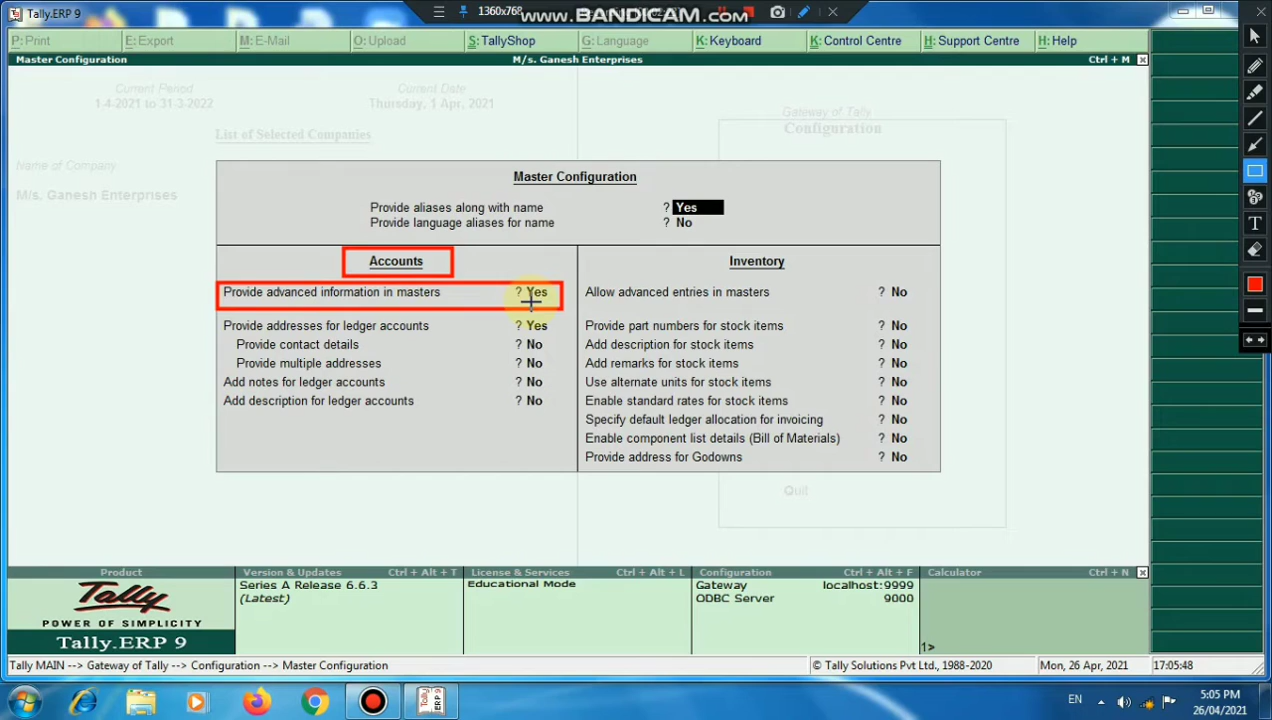 Tally.ERP 9
1360x768
www.BANDICAM.com
P: Print
E: Export
M: E-Mail
O: Upload
S: TallyShop
G: Language
K: Keyboard
K: Control Centre
H: Support Centre
H: Help
Master Configuration
M/s. Ganesh Enterprises
Ctrl + M
Current Period
1-4-2021 to 31-3-2022
Current Date
Thursday, 1 Apr, 2021
List of Selected Companies
Name of Company
M/s. Ganesh Enterprises
Gateway of Tally
Configuration
Master Configuration
Provide aliases along with name ? Yes
Provide language aliases for name ? No
Accounts
Provide advanced information in masters ? Yes
Provide addresses for ledger accounts ? Yes
Provide contact details ? No
Provide multiple addresses ? No
Add notes for ledger accounts ? No
Add description for ledger accounts ? No
Inventory
Allow advanced entries in masters ? No
Provide part numbers for stock items ? No
Add description for stock items ? No
Add remarks for stock items ? No
Use alternate units for stock items ? No
Enable standard rates for stock items ? No
Specify default ledger allocation for invoicing ? No
Enable component list details (Bill of Materials) ? No
Provide address for Godowns ? No
Quit
Product
Tally
POWER OF SIMPLICITY
Tally.ERP 9
Version & Updates Ctrl + Alt + T
Series A Release 6.6.3
(Latest)
License & Services Ctrl + Alt + L
Educational Mode
Configuration Ctrl + Alt + F
Gateway localhost:9999
ODBC Server 9000
Calculator Ctrl + N
1>
Tally MAIN --> Gateway of Tally --> Configuration --> Master Configuration
© Tally Solutions Pvt Ltd., 1988-2020
Mon, 26 Apr, 2021
17:05:48
EN
5:05 PM
26/04/2021